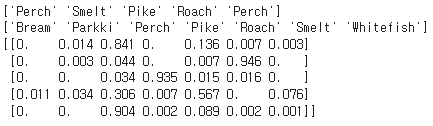 ['Perch' 'Smelt' 'Pike' 'Roach' 'Perch']
['Bream' 'Parkki' 'Perch' 'Pike' 'Roach' 'Smelt' 'Whitefish']
[[0.    0.014 0.841 0.    0.136 0.007 0.003]
 [0.    0.003 0.044 0.    0.007 0.946 0.   ]
 [0.    0.    0.034 0.935 0.015 0.016 0.   ]
 [0.011 0.034 0.306 0.007 0.567 0.    0.076]
 [0.    0.    0.904 0.002 0.089 0.002 0.001]]